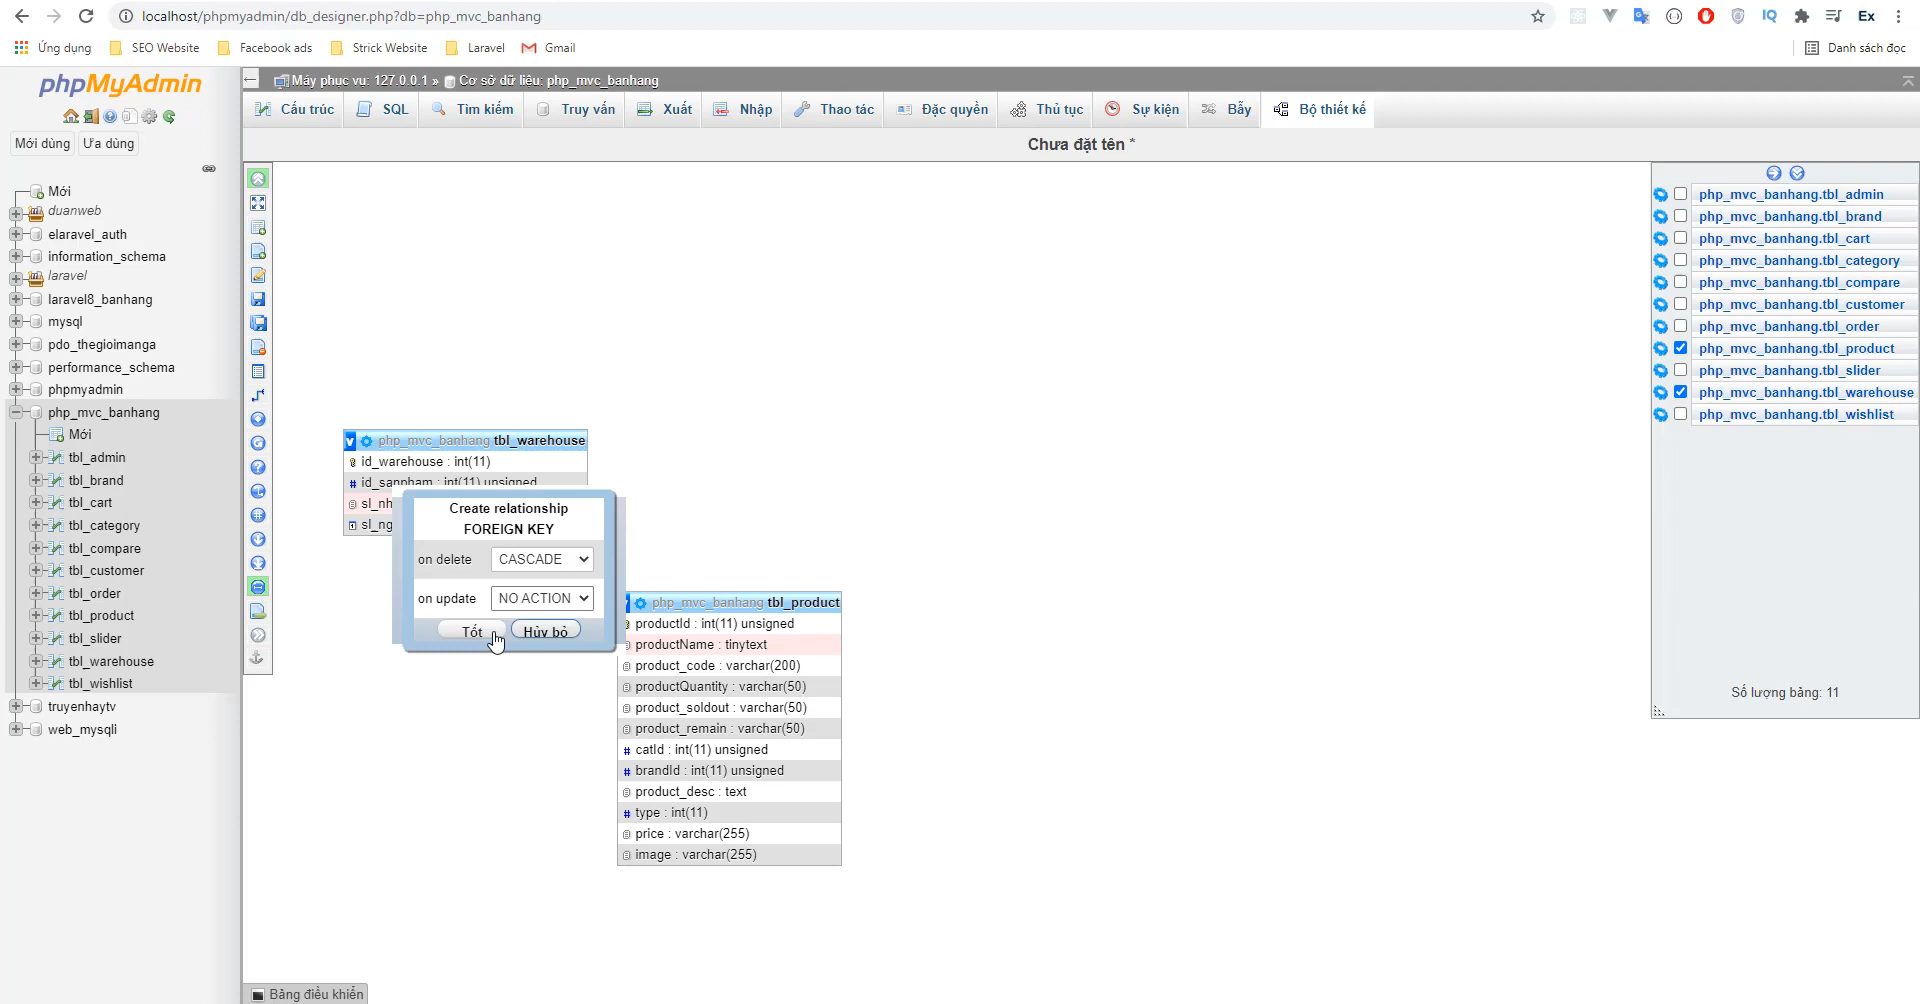 localhost/phpmyadmin/db_designer.php?db=php_mvc_banhang
Ex
Ứng dụng
SEO Website
Facebook ads
Strick Website
Laravel
Gmail
Danh sách đọc
phpMyAdmin
Mới dùng
Ưa dùng
Mới
duanweb
elaravel_auth
information_schema
laravel
laravel8_banhang
mysql
pdo_thegioimanga
performance_schema
phpmyadmin
php_mvc_banhang
Mới
tbl_admin
tbl_brand
tbl_cart
tbl_category
tbl_compare
tbl_customer
tbl_order
tbl_product
tbl_slider
tbl_warehouse
tbl_wishlist
truyenhaytv
web_mysqli
Máy phục vụ: 127.0.0.1 » Cơ sở dữ liệu: php_mvc_banhang
Cấu trúc
SQL
Tìm kiếm
Truy vấn
Xuất
Nhập
Thao tác
Đặc quyền
Thủ tục
Sự kiện
Bẫy
Bộ thiết kế
Chưa đặt tên *
php_mvc_banhang tbl_warehouse
id_warehouse : int(11)
id_sanpham : int(11) unsigned
sl_nh
sl_ng
Create relationship
FOREIGN KEY
on delete CASCADE
on update NO ACTION
Tốt Hủy bỏ
php_mvc_banhang tbl_product
productId : int(11) unsigned
productName : tinytext
product_code : varchar(200)
productQuantity : varchar(50)
product_soldout : varchar(50)
product_remain : varchar(50)
catId : int(11) unsigned
brandId : int(11) unsigned
product_desc : text
type : int(11)
price : varchar(255)
image : varchar(255)
php_mvc_banhang.tbl_admin
php_mvc_banhang.tbl_brand
php_mvc_banhang.tbl_cart
php_mvc_banhang.tbl_category
php_mvc_banhang.tbl_compare
php_mvc_banhang.tbl_customer
php_mvc_banhang.tbl_order
php_mvc_banhang.tbl_product
php_mvc_banhang.tbl_slider
php_mvc_banhang.tbl_warehouse
php_mvc_banhang.tbl_wishlist
Số lượng bảng: 11
Bảng điều khiển